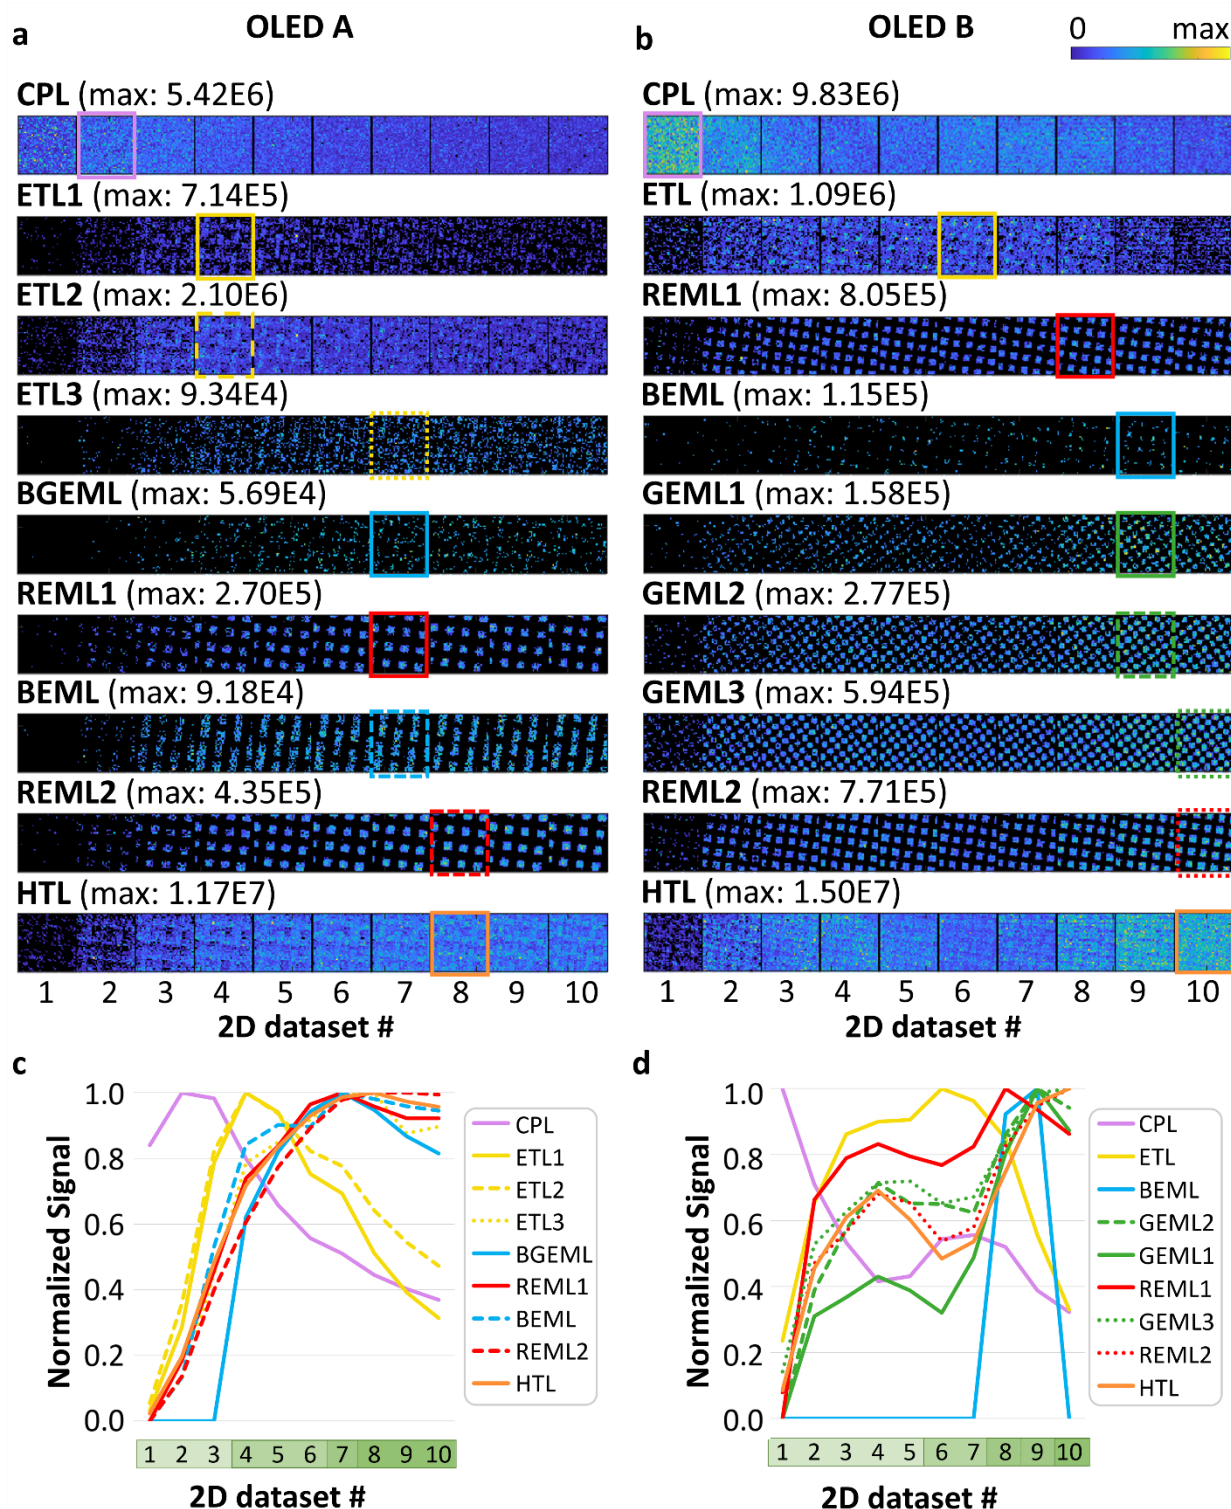 a
OLED A
CPL (max: 5.42E6)
ETL1 (max: 7.14E5)
ETL2 (max: 2.10E6)
ETL3 (max: 9.34E4)
BGEML (max: 5.69E4)
REML1 (max: 2.70E5)
BEML (max: 9.18E4)
REML2 (max: 4.35E5)
HTL (max: 1.17E7)
1 2 3 4 5 6 7 8 9 10
2D dataset #
b
OLED B
0 max
CPL (max: 9.83E6)
ETL (max: 1.09E6)
REML1 (max: 8.05E5)
BEML (max: 1.15E5)
GEML1 (max: 1.58E5)
GEML2 (max: 2.77E5)
GEML3 (max: 5.94E5)
REML2 (max: 7.71E5)
HTL (max: 1.50E7)
1 2 3 4 5 6 7 8 9 10
2D dataset #
c
Normalized Signal
1.0
0.8
0.6
0.4
0.2
0.0
1 2 3 4 5 6 7 8 9 10
2D dataset #
CPL
ETL1
ETL2
ETL3
BGEML
REML1
BEML
REML2
HTL
d
Normalized Signal
1.0
0.8
0.6
0.4
0.2
0.0
1 2 3 4 5 6 7 8 9 10
2D dataset #
CPL
ETL
BEML
GEML2
GEML1
REML1
GEML3
REML2
HTL